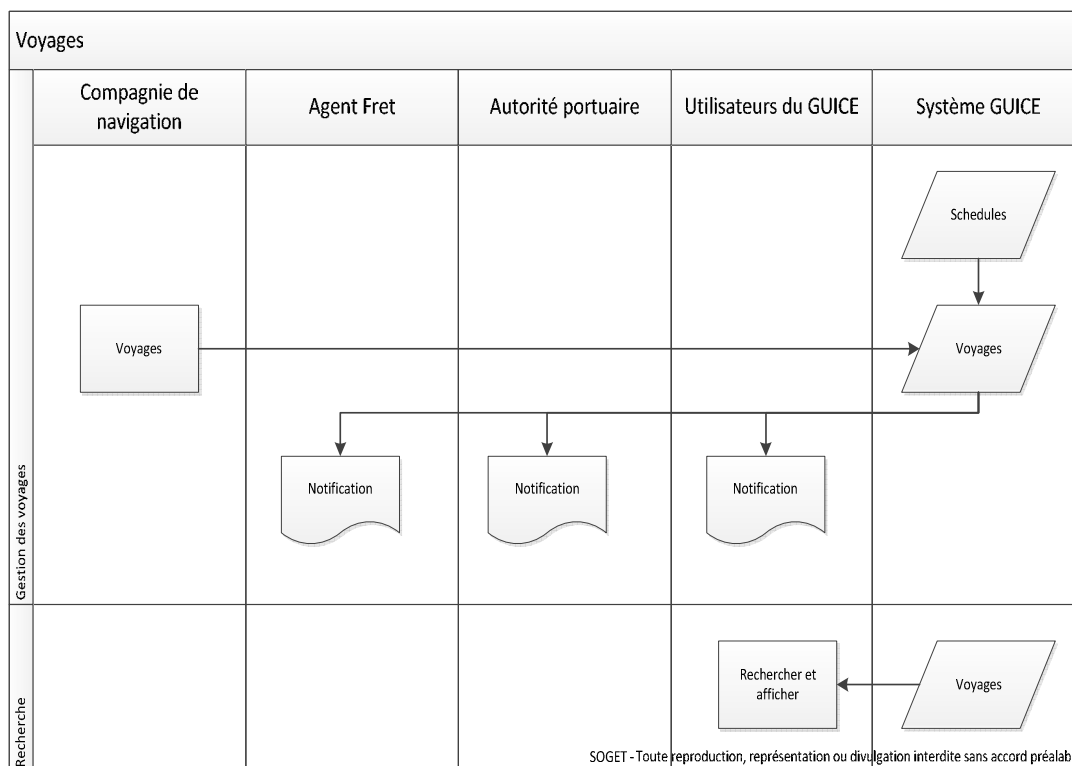 Voyages
Compagnie de
navigation
Agent Fret
Autorité portuaire
Utilisateurs du GUICE
Système GUICE
Schedules
Voyages
Voyages
Notification
Notification
Notification
Gestion des voyages
Rechercher et
afficher
Voyages
Recherche
SOGET - Toute reproduction, représentation ou divulgation interdite sans accord préalab